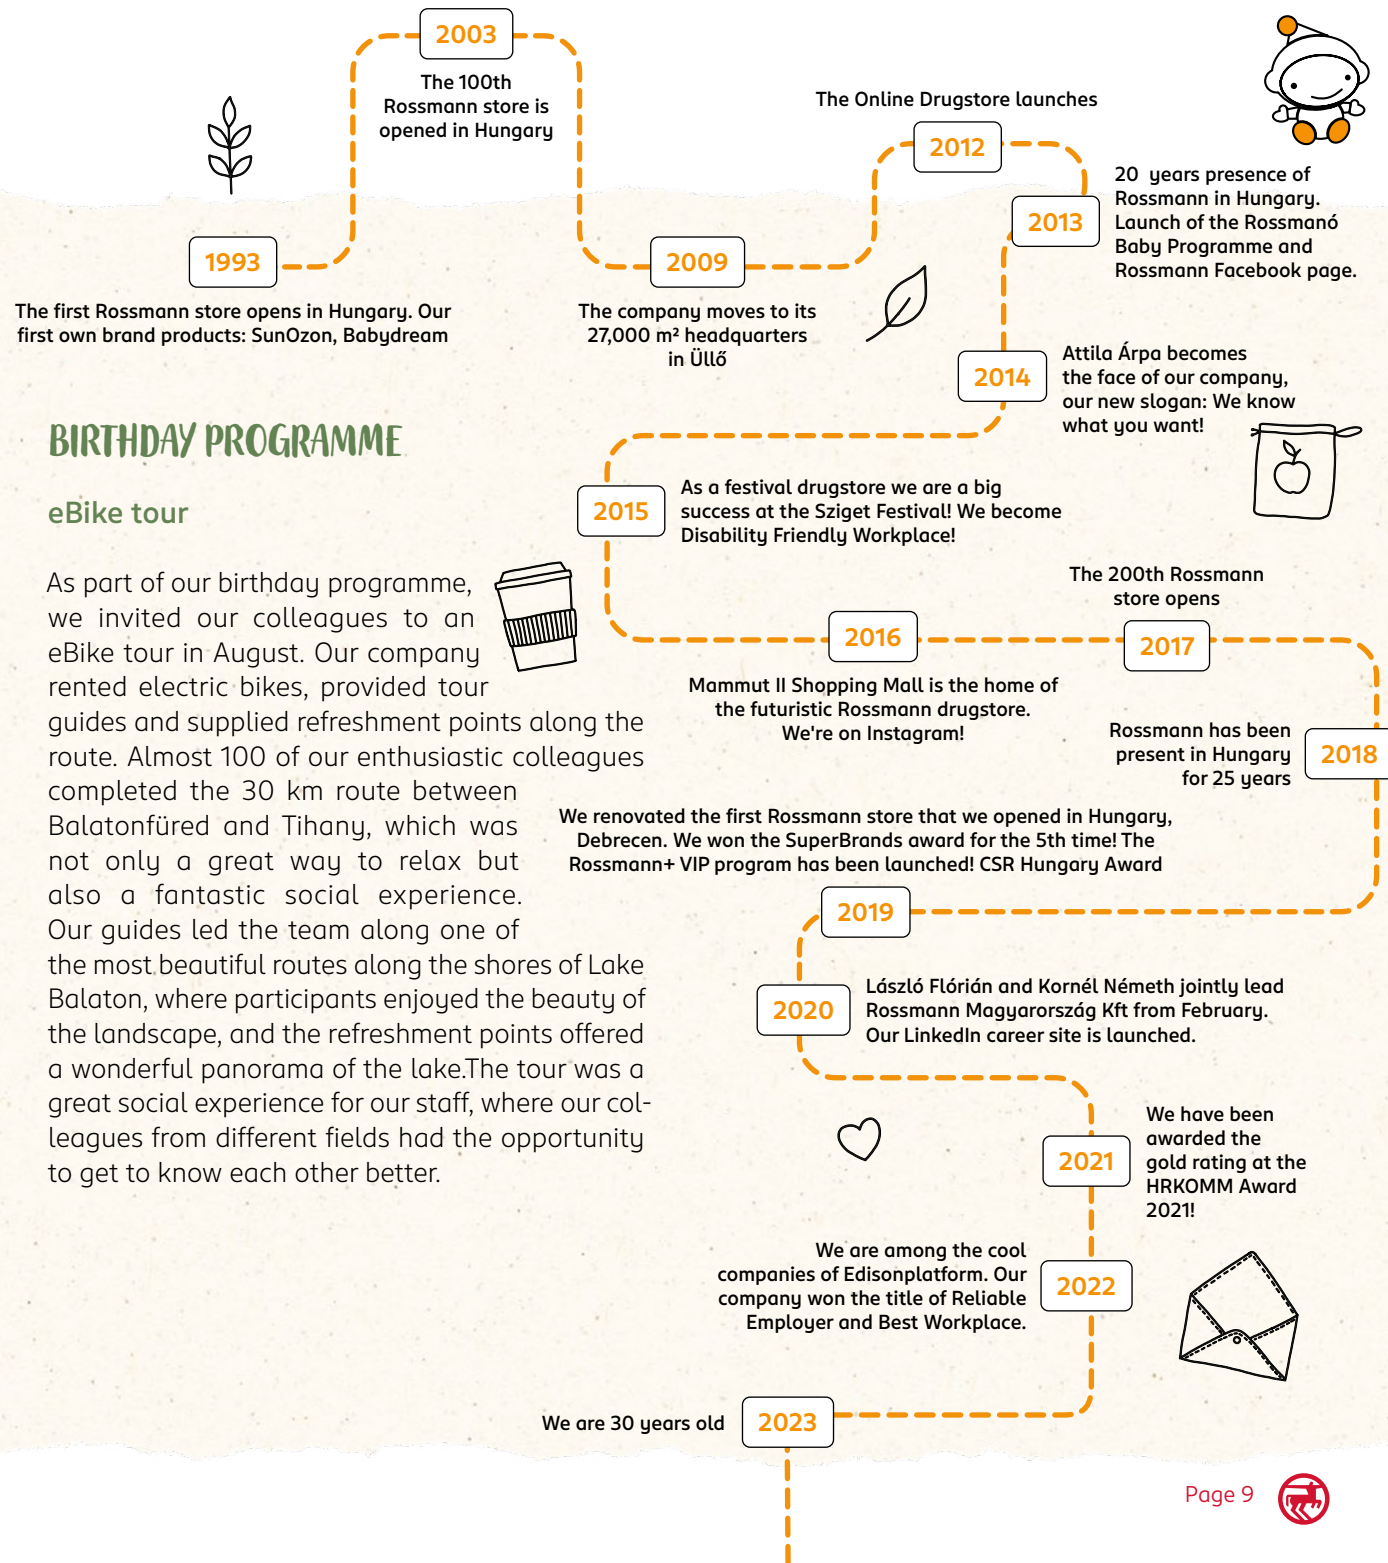 2003
The 100th
Rossmann store is
opened in Hungary
The Online Drugstore launches
2012
20 years presence of
Rossmann in Hungary.
Launch of the Rossmanó
Baby Programme and
Rossmann Facebook page.
2013
1993
The first Rossmann store opens in Hungary. Our
first own brand products: SunOzon, Babydream
2009
The company moves to its
27,000 m² headquarters
in Üllő
2014
Attila Árpa becomes
the face of our company,
our new slogan: We know
what you want!
BIRTHDAY PROGRAMME
eBike tour
As part of our birthday programme,
we invited our colleagues to an
eBike tour in August. Our company
rented electric bikes, provided tour
guides and supplied refreshment points along the
route. Almost 100 of our enthusiastic colleagues
completed the 30 km route between
Balatonfüred and Tihany, which was
not only a great way to relax but
also a fantastic social experience.
Our guides led the team along one of
the most beautiful routes along the shores of Lake
Balaton, where participants enjoyed the beauty of
the landscape, and the refreshment points offered
a wonderful panorama of the lake.The tour was a
great social experience for our staff, where our col-
leagues from different fields had the opportunity
to get to know each other better.
2015
As a festival drugstore we are a big
success at the Sziget Festival! We become
Disability Friendly Workplace!
2016
Mammut II Shopping Mall is the home of
the futuristic Rossmann drugstore.
We're on Instagram!
The 200th Rossmann
store opens
2017
Rossmann has been
present in Hungary
for 25 years
2018
We renovated the first Rossmann store that we opened in Hungary,
Debrecen. We won the SuperBrands award for the 5th time! The
Rossmann+ VIP program has been launched! CSR Hungary Award
2019
2020
László Flórián and Kornél Németh jointly lead
Rossmann Magyarország Kft from February.
Our LinkedIn career site is launched.
2021
We have been
awarded the
gold rating at the
HRKOMM Award
2021!
We are among the cool
companies of Edisonplatform. Our
company won the title of Reliable
Employer and Best Workplace.
2022
We are 30 years old
2023
Page 9